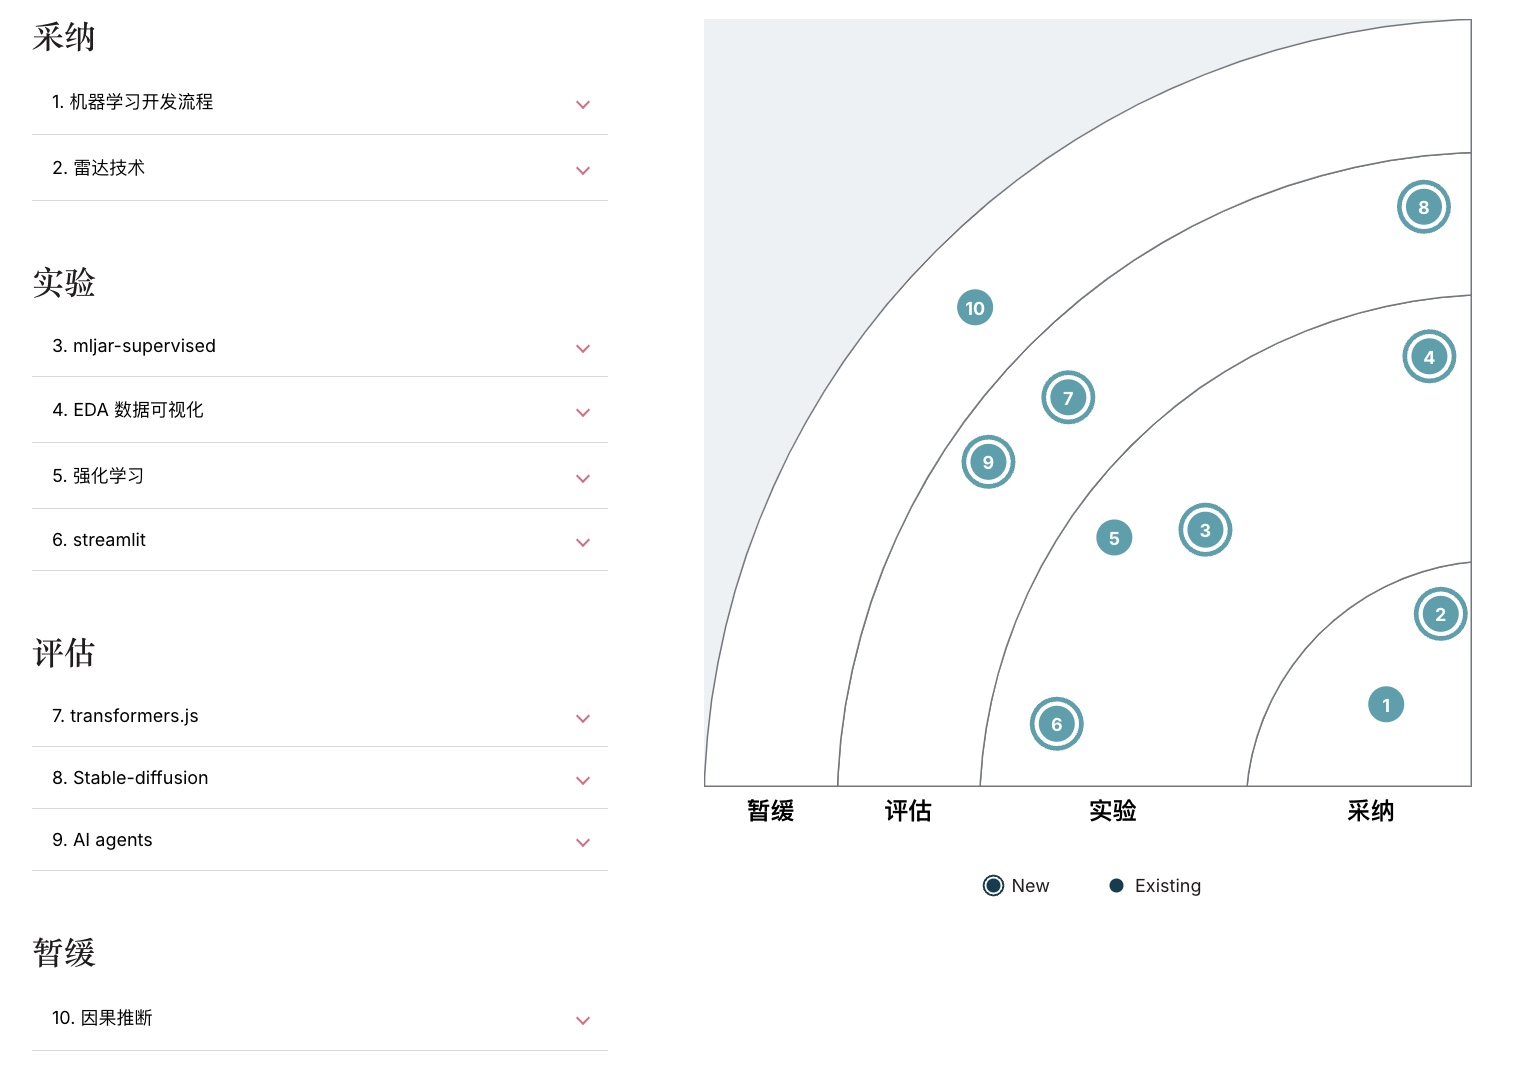 采纳
1. 机器学习开发流程
2. 雷达技术
实验
3. mljar-supervised
4. EDA 数据可视化
5. 强化学习
6. streamlit
评估
7. transformers.js
8. Stable-diffusion
9. AI agents
暂缓
10. 因果推断
8
10
4
7
9
5
3
2
1
6
暂缓 评估 实验 采纳
New Existing